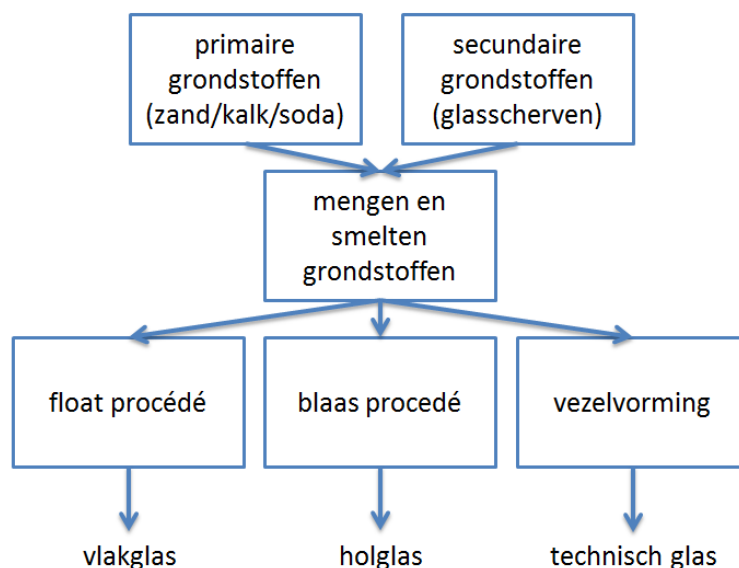 primaire
grondstoffen
(zand/kalk/soda)
secundaire
grondstoffen
(glasscherven)
mengen en
smelten
grondstoffen
float procédé
blaas procedé
vezelvorming
vlakglas
holglas
technisch glas